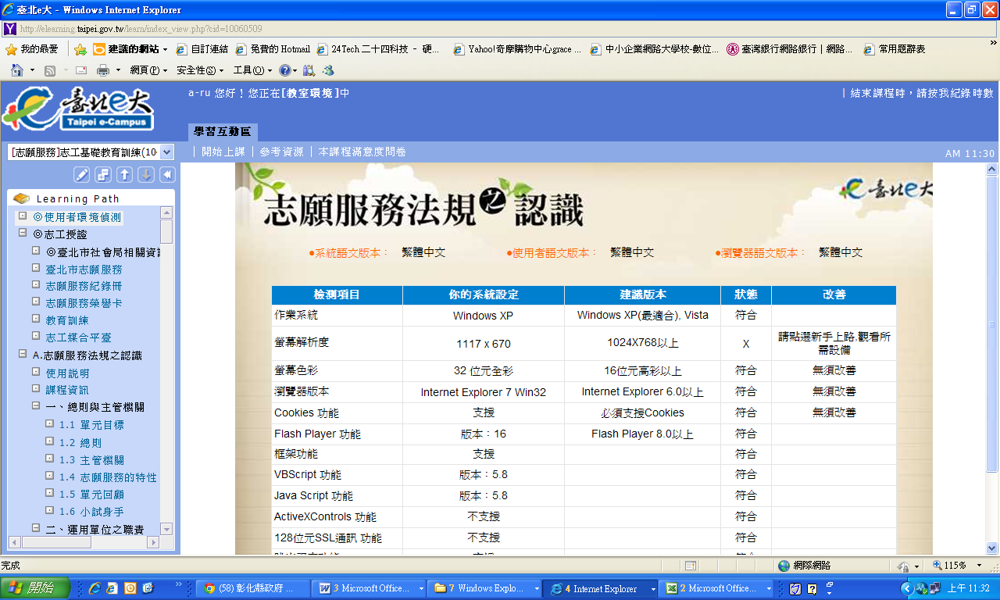 臺北e大 - Windows Internet Explorer
http://elearning.taipei.gov.tw/learn/index_view.php?cid=10060509
我的最愛 建議的網站 自訂連結 免費的 Hotmail 24Tech 二十四科技 - 硬... Yahoo!奇摩購物中心grace ... 中小企業網路大學校-數位... 臺灣銀行網路銀行│網路... 常用題辭表
網頁(P) 安全性(S) 工具(O)
臺北e大
Taipei e-Campus
a-ru 您好！您正在[教室環境]中
| 結束課程時，請按我紀錄時數
學習互動區
[志願服務]志工基礎教育訓練(10
| 開始上課 | 參考資源 | 本課程滿意度問卷
AM 11:30
Learning Path
◎使用者環境偵測
◎志工授證
◎臺北市社會局相關資
臺北市志願服務
志願服務紀錄冊
志願服務榮譽卡
教育訓練
志工媒合平臺
A.志願服務法規之認識
使用說明
課程資訊
一、總則與主管機關
1.1 單元目標
1.2 總則
1.3 主管機關
1.4 志願服務的特性
1.5 單元回顧
1.6 小試身手
二、運用單位之職責
志願服務法規之認識
臺北e大
●系統語文版本： 繁體中文 ●使用者語文版本： 繁體中文 ●瀏覽器語文版本： 繁體中文
檢測項目 你的系統設定 建議版本 狀態 改善
作業系統 Windows XP Windows XP(最適合), Vista 符合
螢幕解析度 1117 x 670 1024X768以上 X 請點選新手上路,觀看所
需設備
螢幕色彩 32 位元全彩 16位元高彩以上 符合 無須改善
瀏覽器版本 Internet Explorer 7 Win32 Internet Explorer 6.0以上 符合 無須改善
Cookies 功能 支援 必須支援Cookies 符合 無須改善
Flash Player 功能 版本：16 Flash Player 8.0以上 符合
框架功能 支援 符合
VBScript 功能 版本：5.8 符合
Java Script 功能 版本：5.8 符合
ActiveXControls 功能 不支援 符合
128位元SSL通訊 功能 不支援 符合
完成
網際網路
115%
開始
(58) 彰化縣政府 ... 3 Microsoft Office... 7 Windows Explo... 4 Internet Explorer 2 Microsoft Office...
上午 11:32